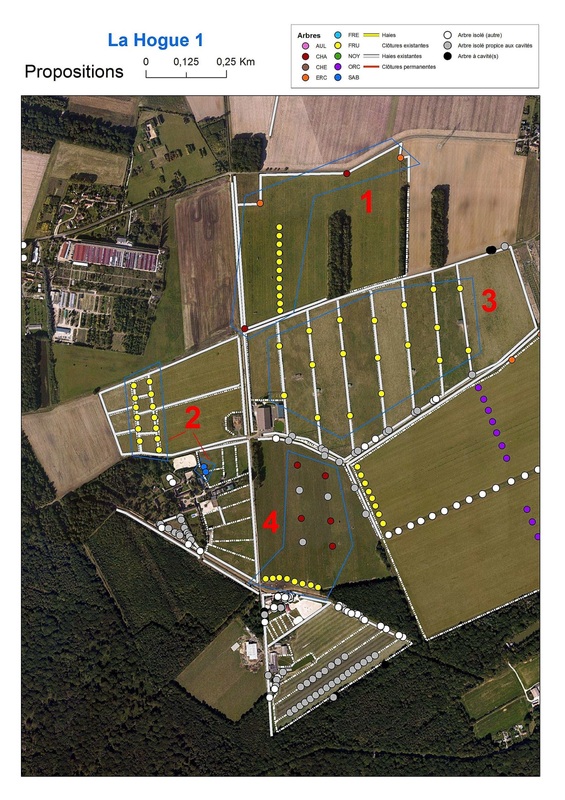 La Hogue 1
Propositions
0 0,125 0,25 Km
Arbres
AUL
CHA
CHE
ERC
FRE
FRU
NOY
ORC
SAB
Haies
Clôtures existantes
Haies existantes
Clôtures permanentes
Arbre isolé (autre)
Arbre isolé propice aux cavités
Arbre à cavité(s)
1
3
2
4